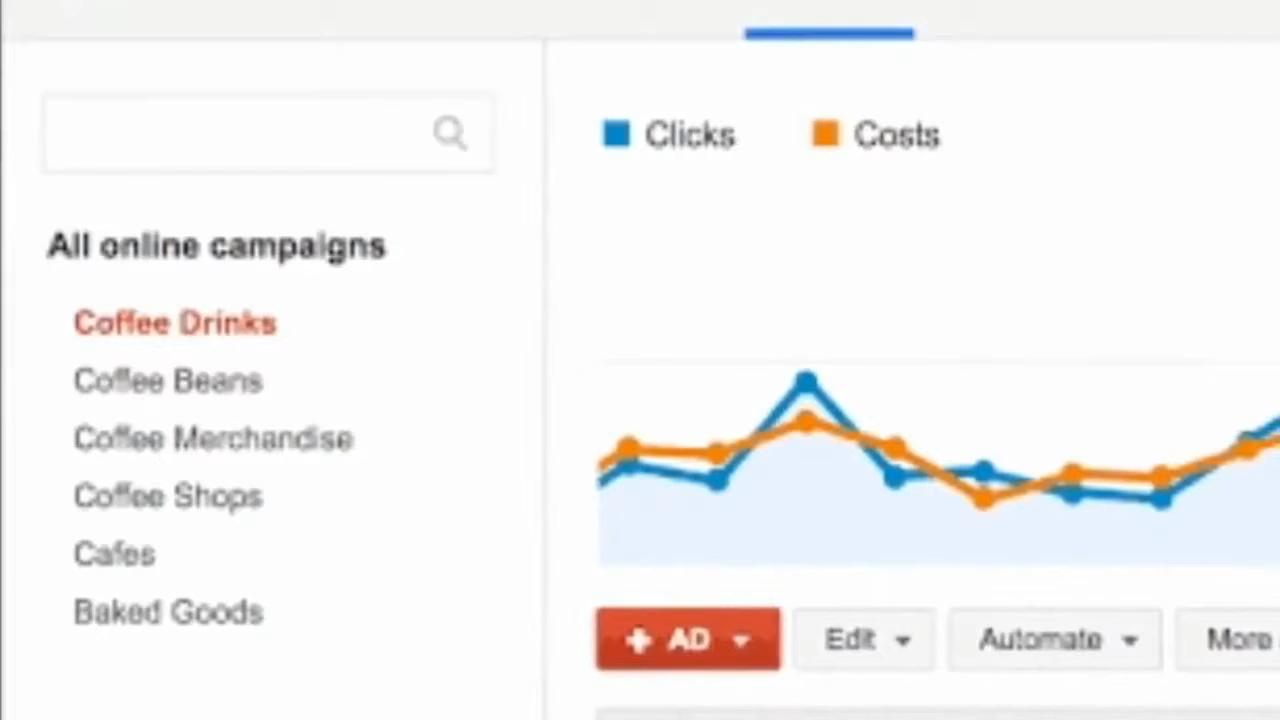 Clicks
Costs
All online campaigns
Coffee Drinks
Coffee Beans
Coffee Merchandise
Coffee Shops
Cafes
Baked Goods
AD
Edit
Automate
More